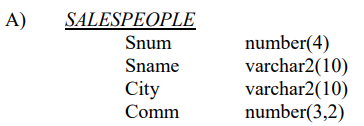 A) SALESPEOPLE
Snum number(4)
Sname varchar2(10)
City varchar2(10)
Comm number(3,2)